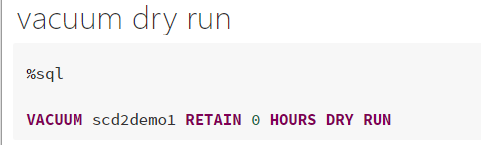 vacuum dry run
%sql
VACUUM scd2demo1 RETAIN 0 HOURS DRY RUN